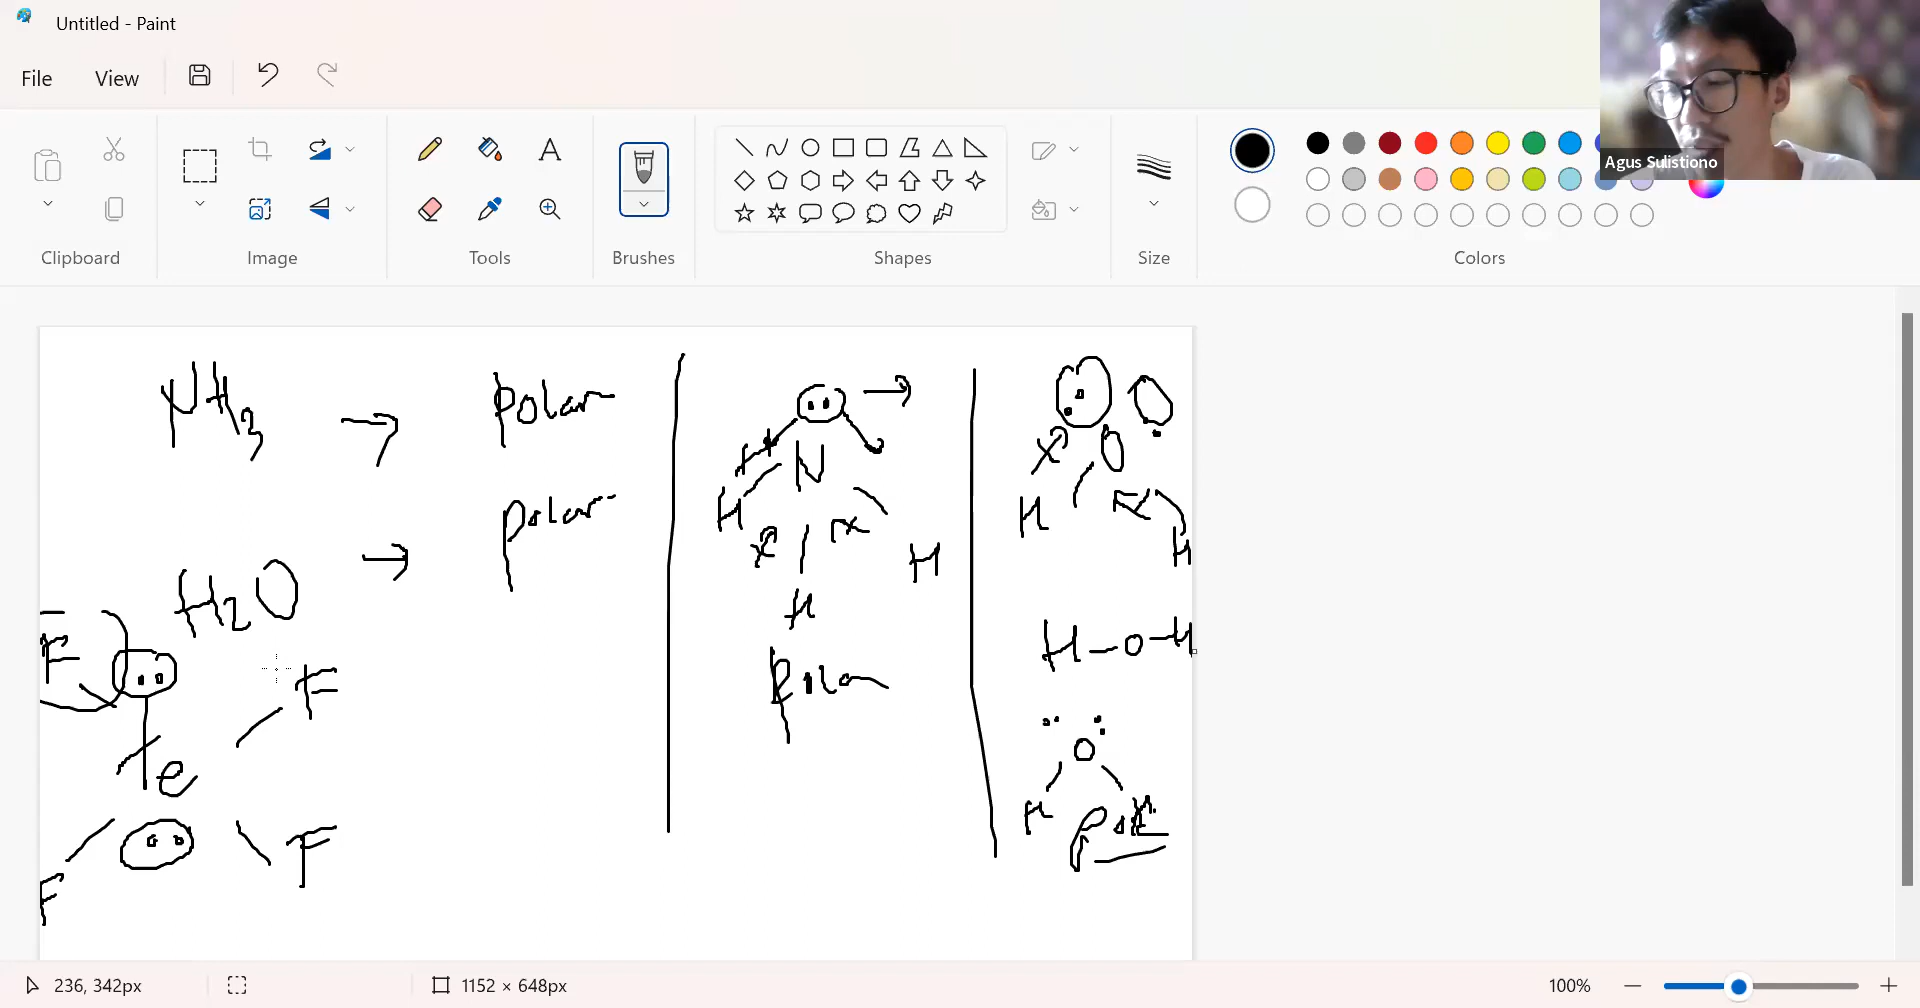 Untitled - Paint
File View
Clipboard Image Tools Brushes Shapes Size Colors
Agus Sulistiono
NH3 → polar
H2O → polar
F
F
Te
F
F
H
N
H
H
H
polar
O
O
H
H
H-O-H
O
H
H
236, 342px
1152 × 648px
100%